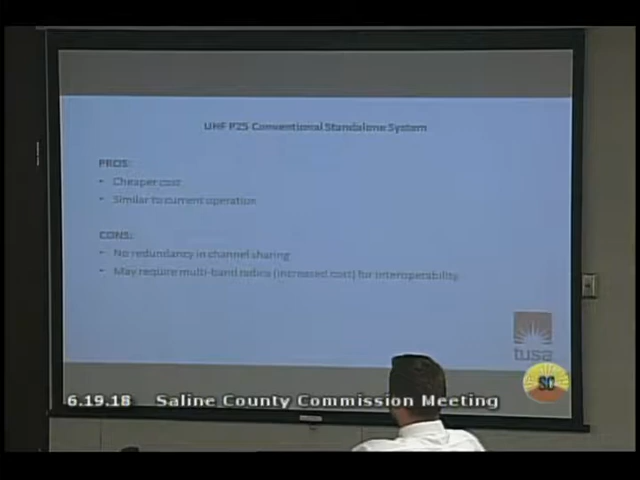 UHF P25 Conventional Standalone System
PROS:
• Cheaper cost
• Similar to current operation
CONS:
• No redundancy in channel sharing
• May require multi-band radios (increased cost) for interoperability
tusa
SC
6.19.18 Saline County Commission Meeting